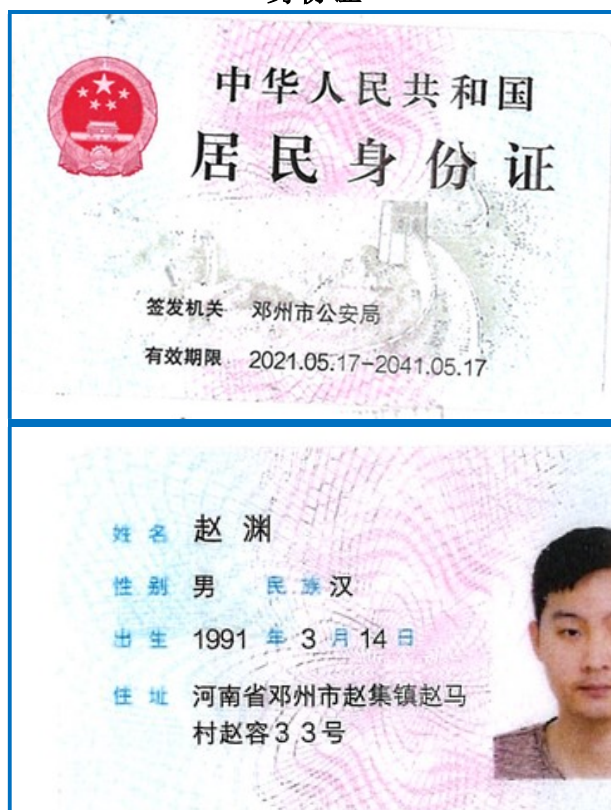 中华人民共和国
居民身份证
签发机关 邓州市公安局
有效期限 2021.05.17-2041.05.17
姓名 赵渊
性别 男 民族 汉
出生 1991 年 3 月 14 日
住址 河南省邓州市赵集镇赵马
村赵容33号